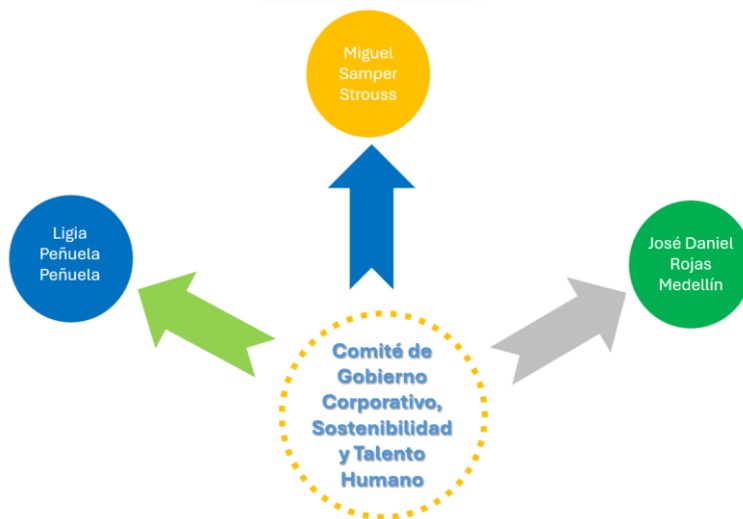 Miguel
Samper
Strouss
Ligia
Peñuela
Peñuela
José Daniel
Rojas
Medellín
Comité de
Gobierno
Corporativo,
Sostenibilidad
y Talento
Humano